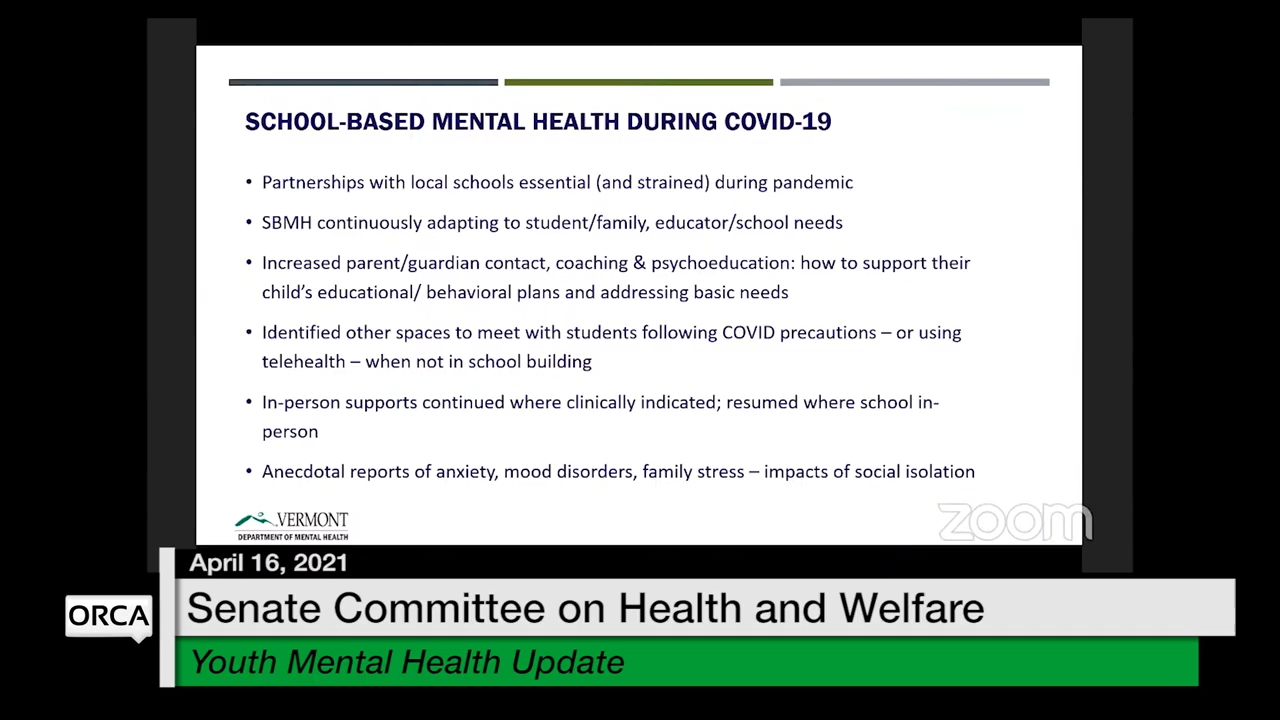 SCHOOL-BASED MENTAL HEALTH DURING COVID-19
• Partnerships with local schools essential (and strained) during pandemic
• SBMH continuously adapting to student/family, educator/school needs
• Increased parent/guardian contact, coaching & psychoeducation: how to support their
child's educational/ behavioral plans and addressing basic needs
• Identified other spaces to meet with students following COVID precautions – or using
telehealth – when not in school building
• In-person supports continued where clinically indicated; resumed where school in-
person
• Anecdotal reports of anxiety, mood disorders, family stress – impacts of social isolation
VERMONT
DEPARTMENT OF MENTAL HEALTH
zoom
April 16, 2021
ORCA
Senate Committee on Health and Welfare
Youth Mental Health Update